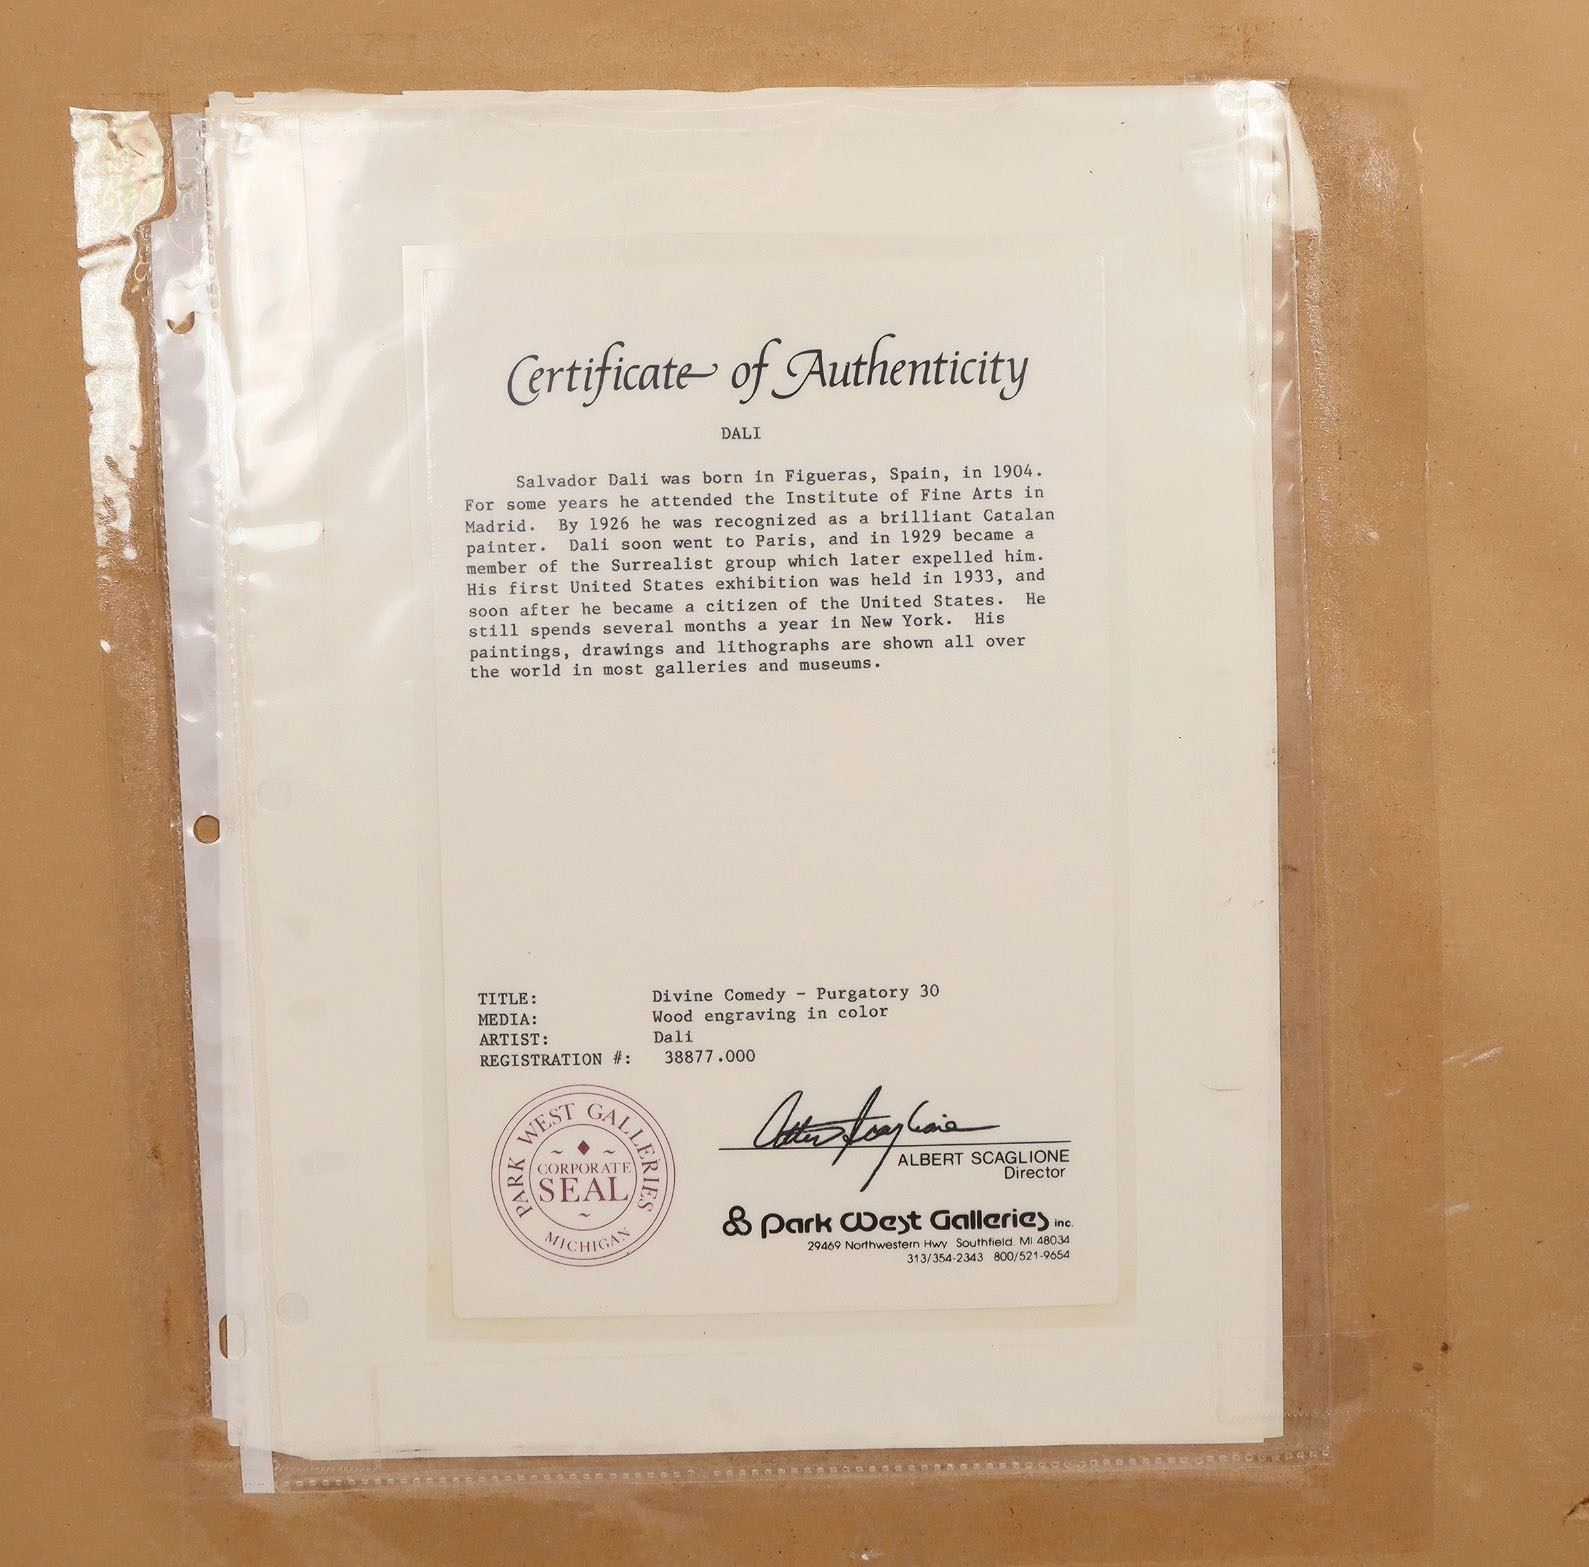 Certificate of Authenticity
DALI
Salvador Dali was born in Figueras, Spain, in 1904.
For some years he attended the Institute of Fine Arts in
Madrid. By 1926 he was recognized as a brilliant Catalan
painter. Dali soon went to Paris, and in 1929 became a
member of the Surrealist group which later expelled him.
His first United States exhibition was held in 1933, and
soon after he became a citizen of the United States. He
still spends several months a year in New York. His
paintings, drawings and lithographs are shown all over
the world in most galleries and museums.
TITLE: Divine Comedy - Purgatory 30
MEDIA: Wood engraving in color
ARTIST: Dali
REGISTRATION #: 38877.000
PARK WEST GALLERIES
CORPORATE
SEAL
MICHIGAN
ALBERT SCAGLIONE
Director
Park West Galleries inc.
29469 Northwestern Hwy Southfield, MI 48034
313/354-2343 800/521-9654